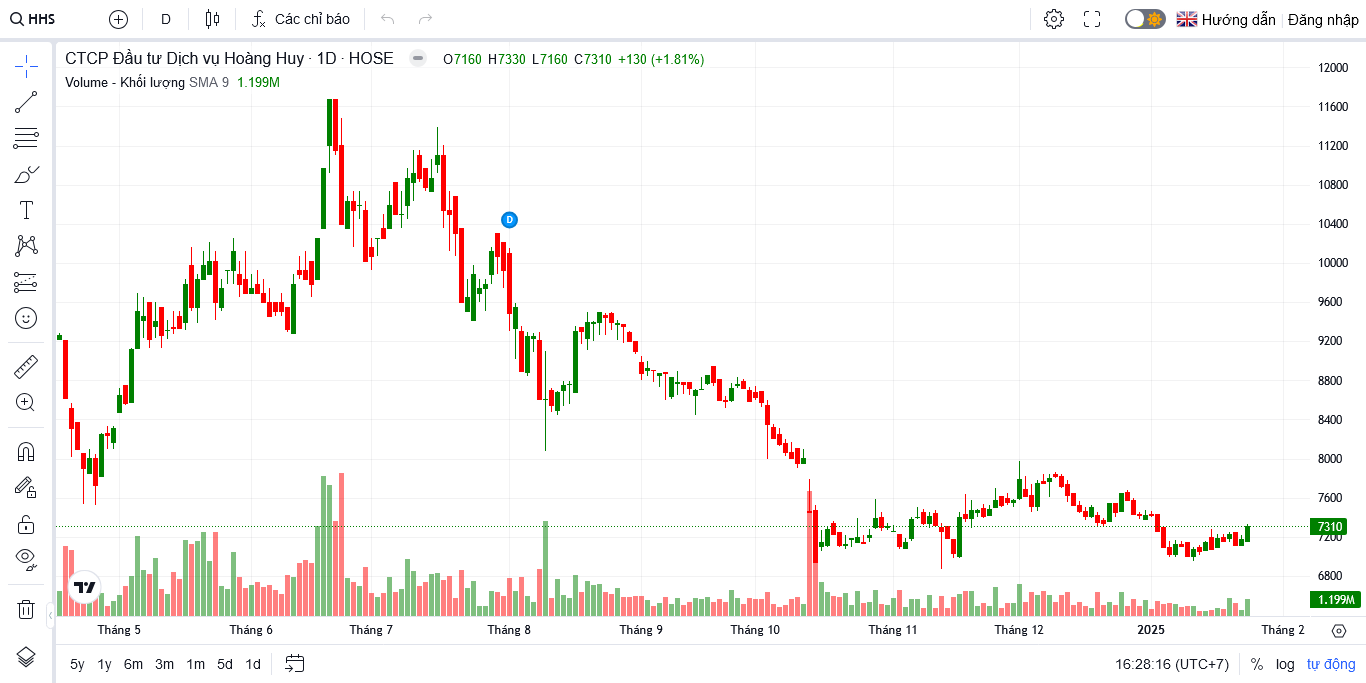 HHS D Các chỉ báo Hướng dẫn Đăng nhập
CTCP Đầu tư Dịch vụ Hoàng Huy · 1D · HOSE O7160 H7330 L7160 C7310 +130 (+1.81%)
Volume - Khối lượng SMA 9 1.199M
D
12000
11600
11200
10800
10400
10000
9600
9200
8800
8400
8000
7600
7310
7200
6800
1.199M
Tháng 5 Tháng 6 Tháng 7 Tháng 8 Tháng 9 Tháng 10 Tháng 11 Tháng 12 2025 Tháng 2
5y 1y 6m 3m 1m 5d 1d 16:28:16 (UTC+7) % log tự động